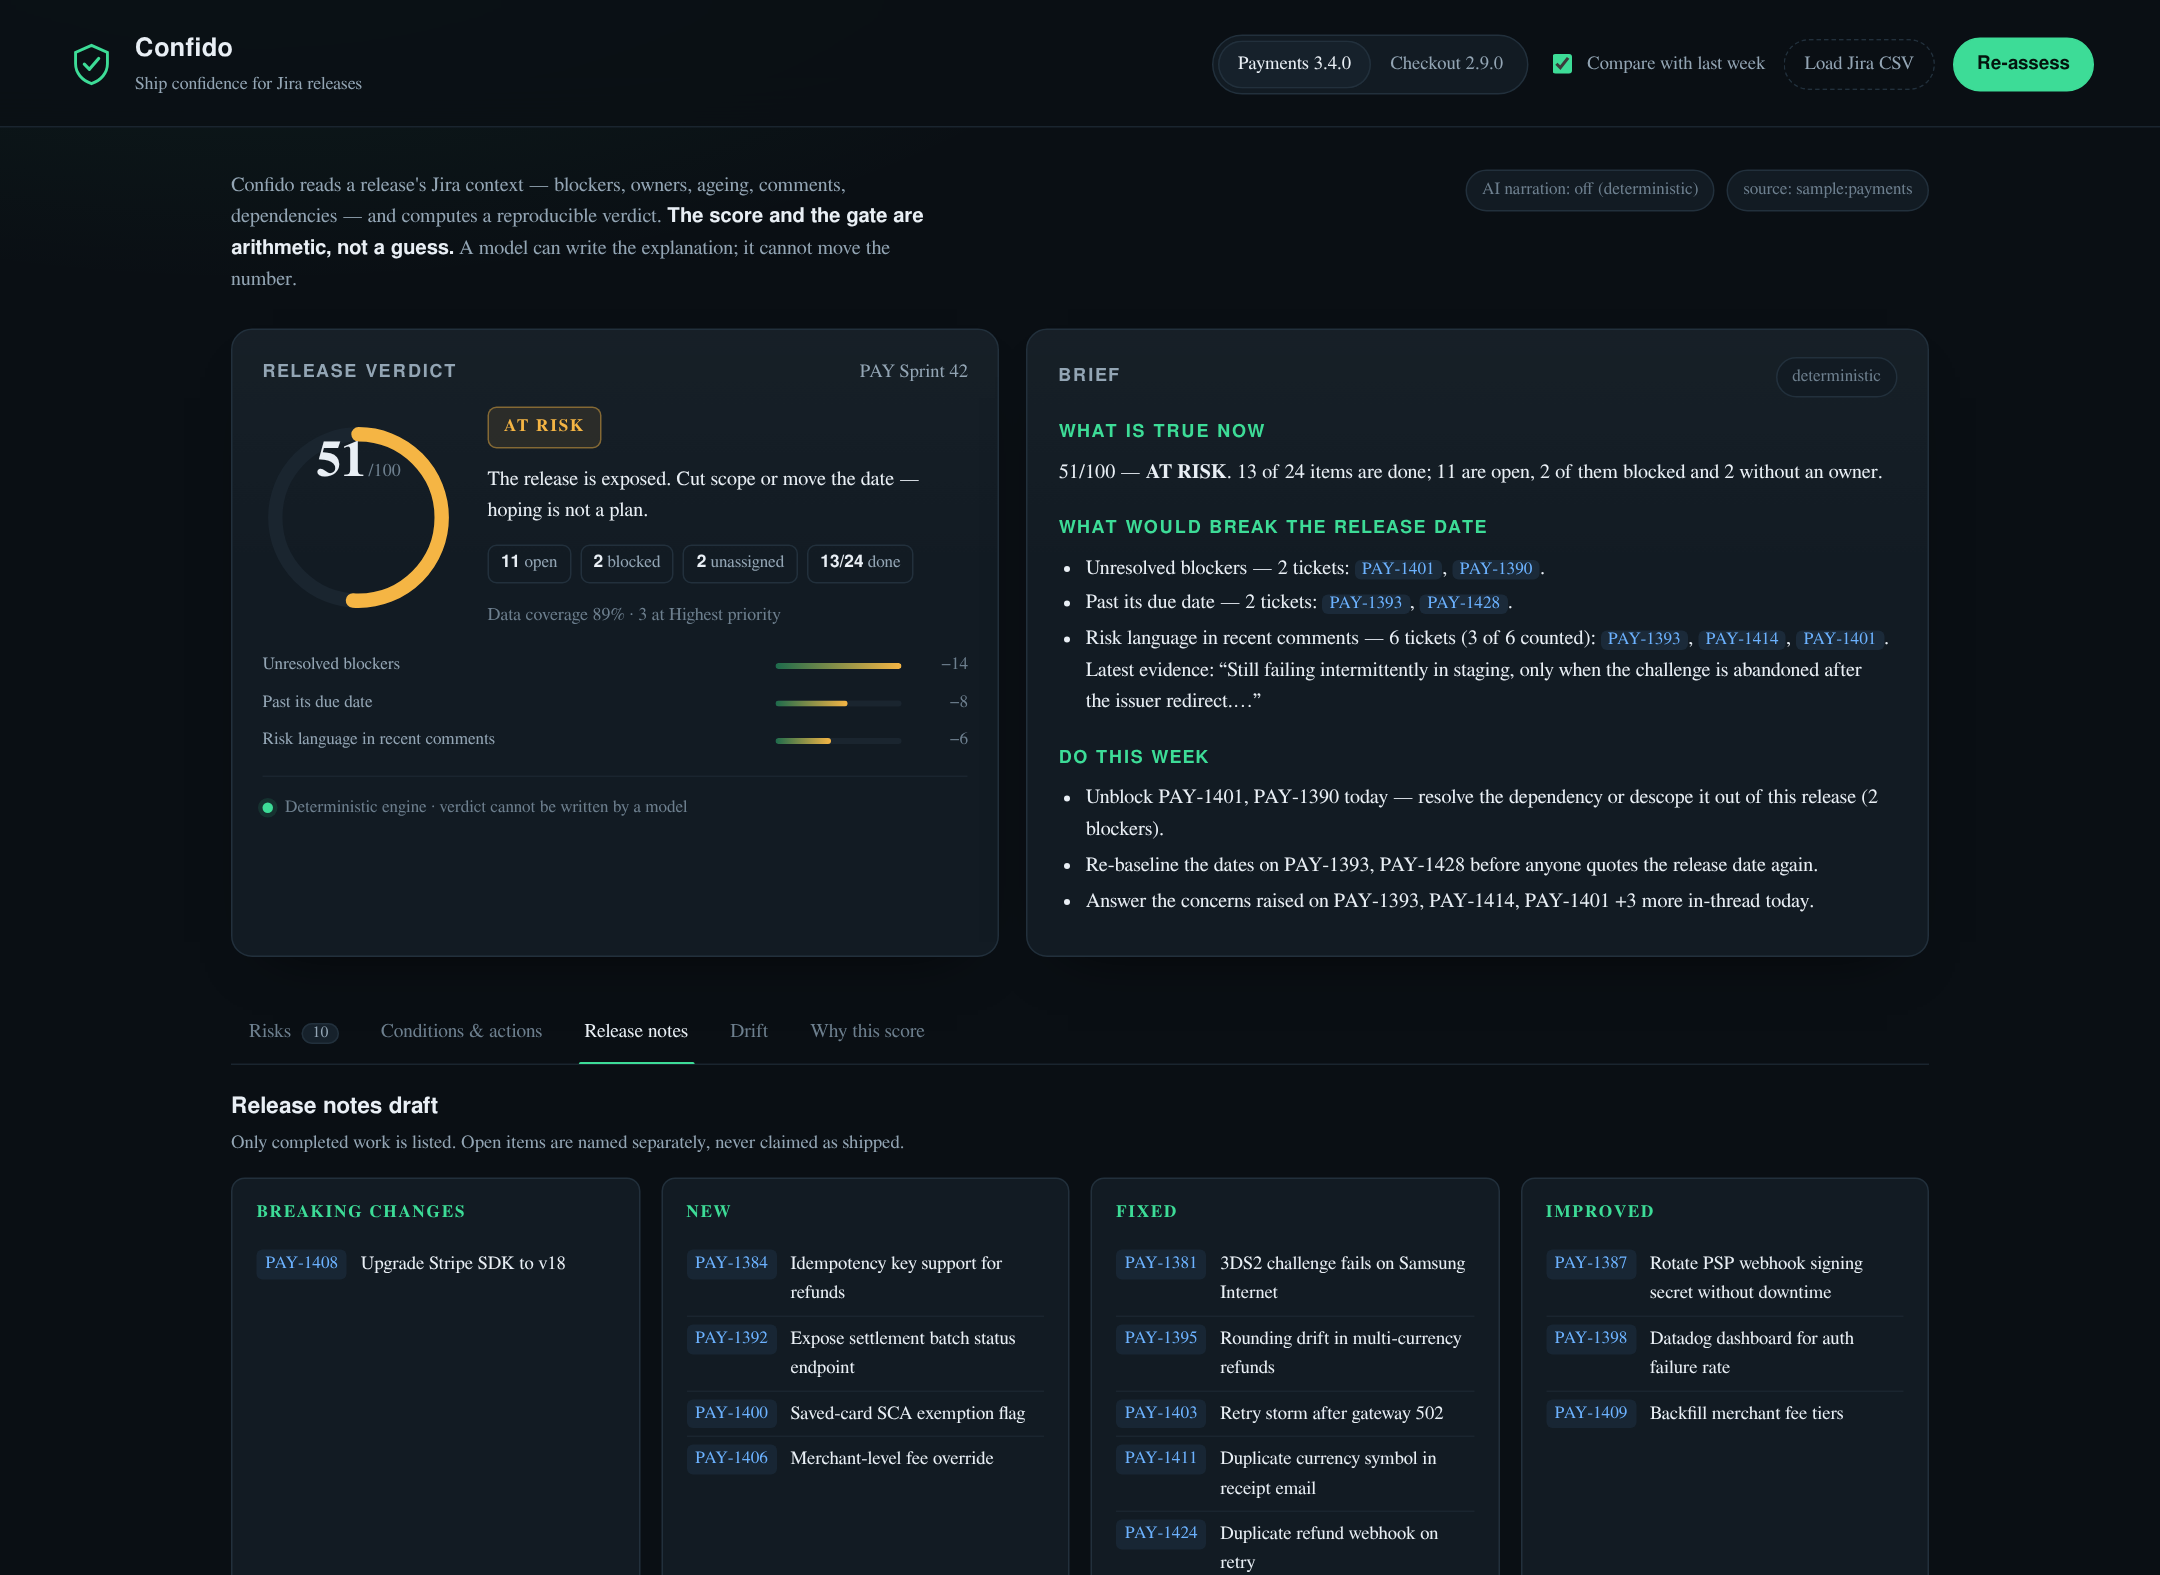 Confido
Ship confidence for Jira releases
Payments 3.4.0
Checkout 2.9.0
Compare with last week
Load Jira CSV
Re-assess
Confido reads a release's Jira context — blockers, owners, ageing, comments,
dependencies — and computes a reproducible verdict. The score and the gate are
arithmetic, not a guess. A model can write the explanation; it cannot move the
number.
AI narration: off (deterministic)
source: sample:payments
RELEASE VERDICT
PAY Sprint 42
51/100
AT RISK
The release is exposed. Cut scope or move the date —
hoping is not a plan.
11 open
2 blocked
2 unassigned
13/24 done
Data coverage 89% · 3 at Highest priority
Unresolved blockers −14
Past its due date −8
Risk language in recent comments −6
Deterministic engine · verdict cannot be written by a model
BRIEF
deterministic
WHAT IS TRUE NOW
51/100 — AT RISK. 13 of 24 items are done; 11 are open, 2 of them blocked and 2 without an owner.
WHAT WOULD BREAK THE RELEASE DATE
• Unresolved blockers — 2 tickets: PAY-1401, PAY-1390.
• Past its due date — 2 tickets: PAY-1393, PAY-1428.
• Risk language in recent comments — 6 tickets (3 of 6 counted): PAY-1393, PAY-1414, PAY-1401.
Latest evidence: “Still failing intermittently in staging, only when the challenge is abandoned after
the issuer redirect.…”
DO THIS WEEK
• Unblock PAY-1401, PAY-1390 today — resolve the dependency or descope it out of this release (2
blockers).
• Re-baseline the dates on PAY-1393, PAY-1428 before anyone quotes the release date again.
• Answer the concerns raised on PAY-1393, PAY-1414, PAY-1401 +3 more in-thread today.
Risks 10
Conditions & actions
Release notes
Drift
Why this score
Release notes draft
Only completed work is listed. Open items are named separately, never claimed as shipped.
BREAKING CHANGES
PAY-1408 Upgrade Stripe SDK to v18
NEW
PAY-1384 Idempotency key support for
refunds
PAY-1392 Expose settlement batch status
endpoint
PAY-1400 Saved-card SCA exemption flag
PAY-1406 Merchant-level fee override
FIXED
PAY-1381 3DS2 challenge fails on Samsung
Internet
PAY-1395 Rounding drift in multi-currency
refunds
PAY-1403 Retry storm after gateway 502
PAY-1411 Duplicate currency symbol in
receipt email
PAY-1424 Duplicate refund webhook on
retry
IMPROVED
PAY-1387 Rotate PSP webhook signing
secret without downtime
PAY-1398 Datadog dashboard for auth
failure rate
PAY-1409 Backfill merchant fee tiers